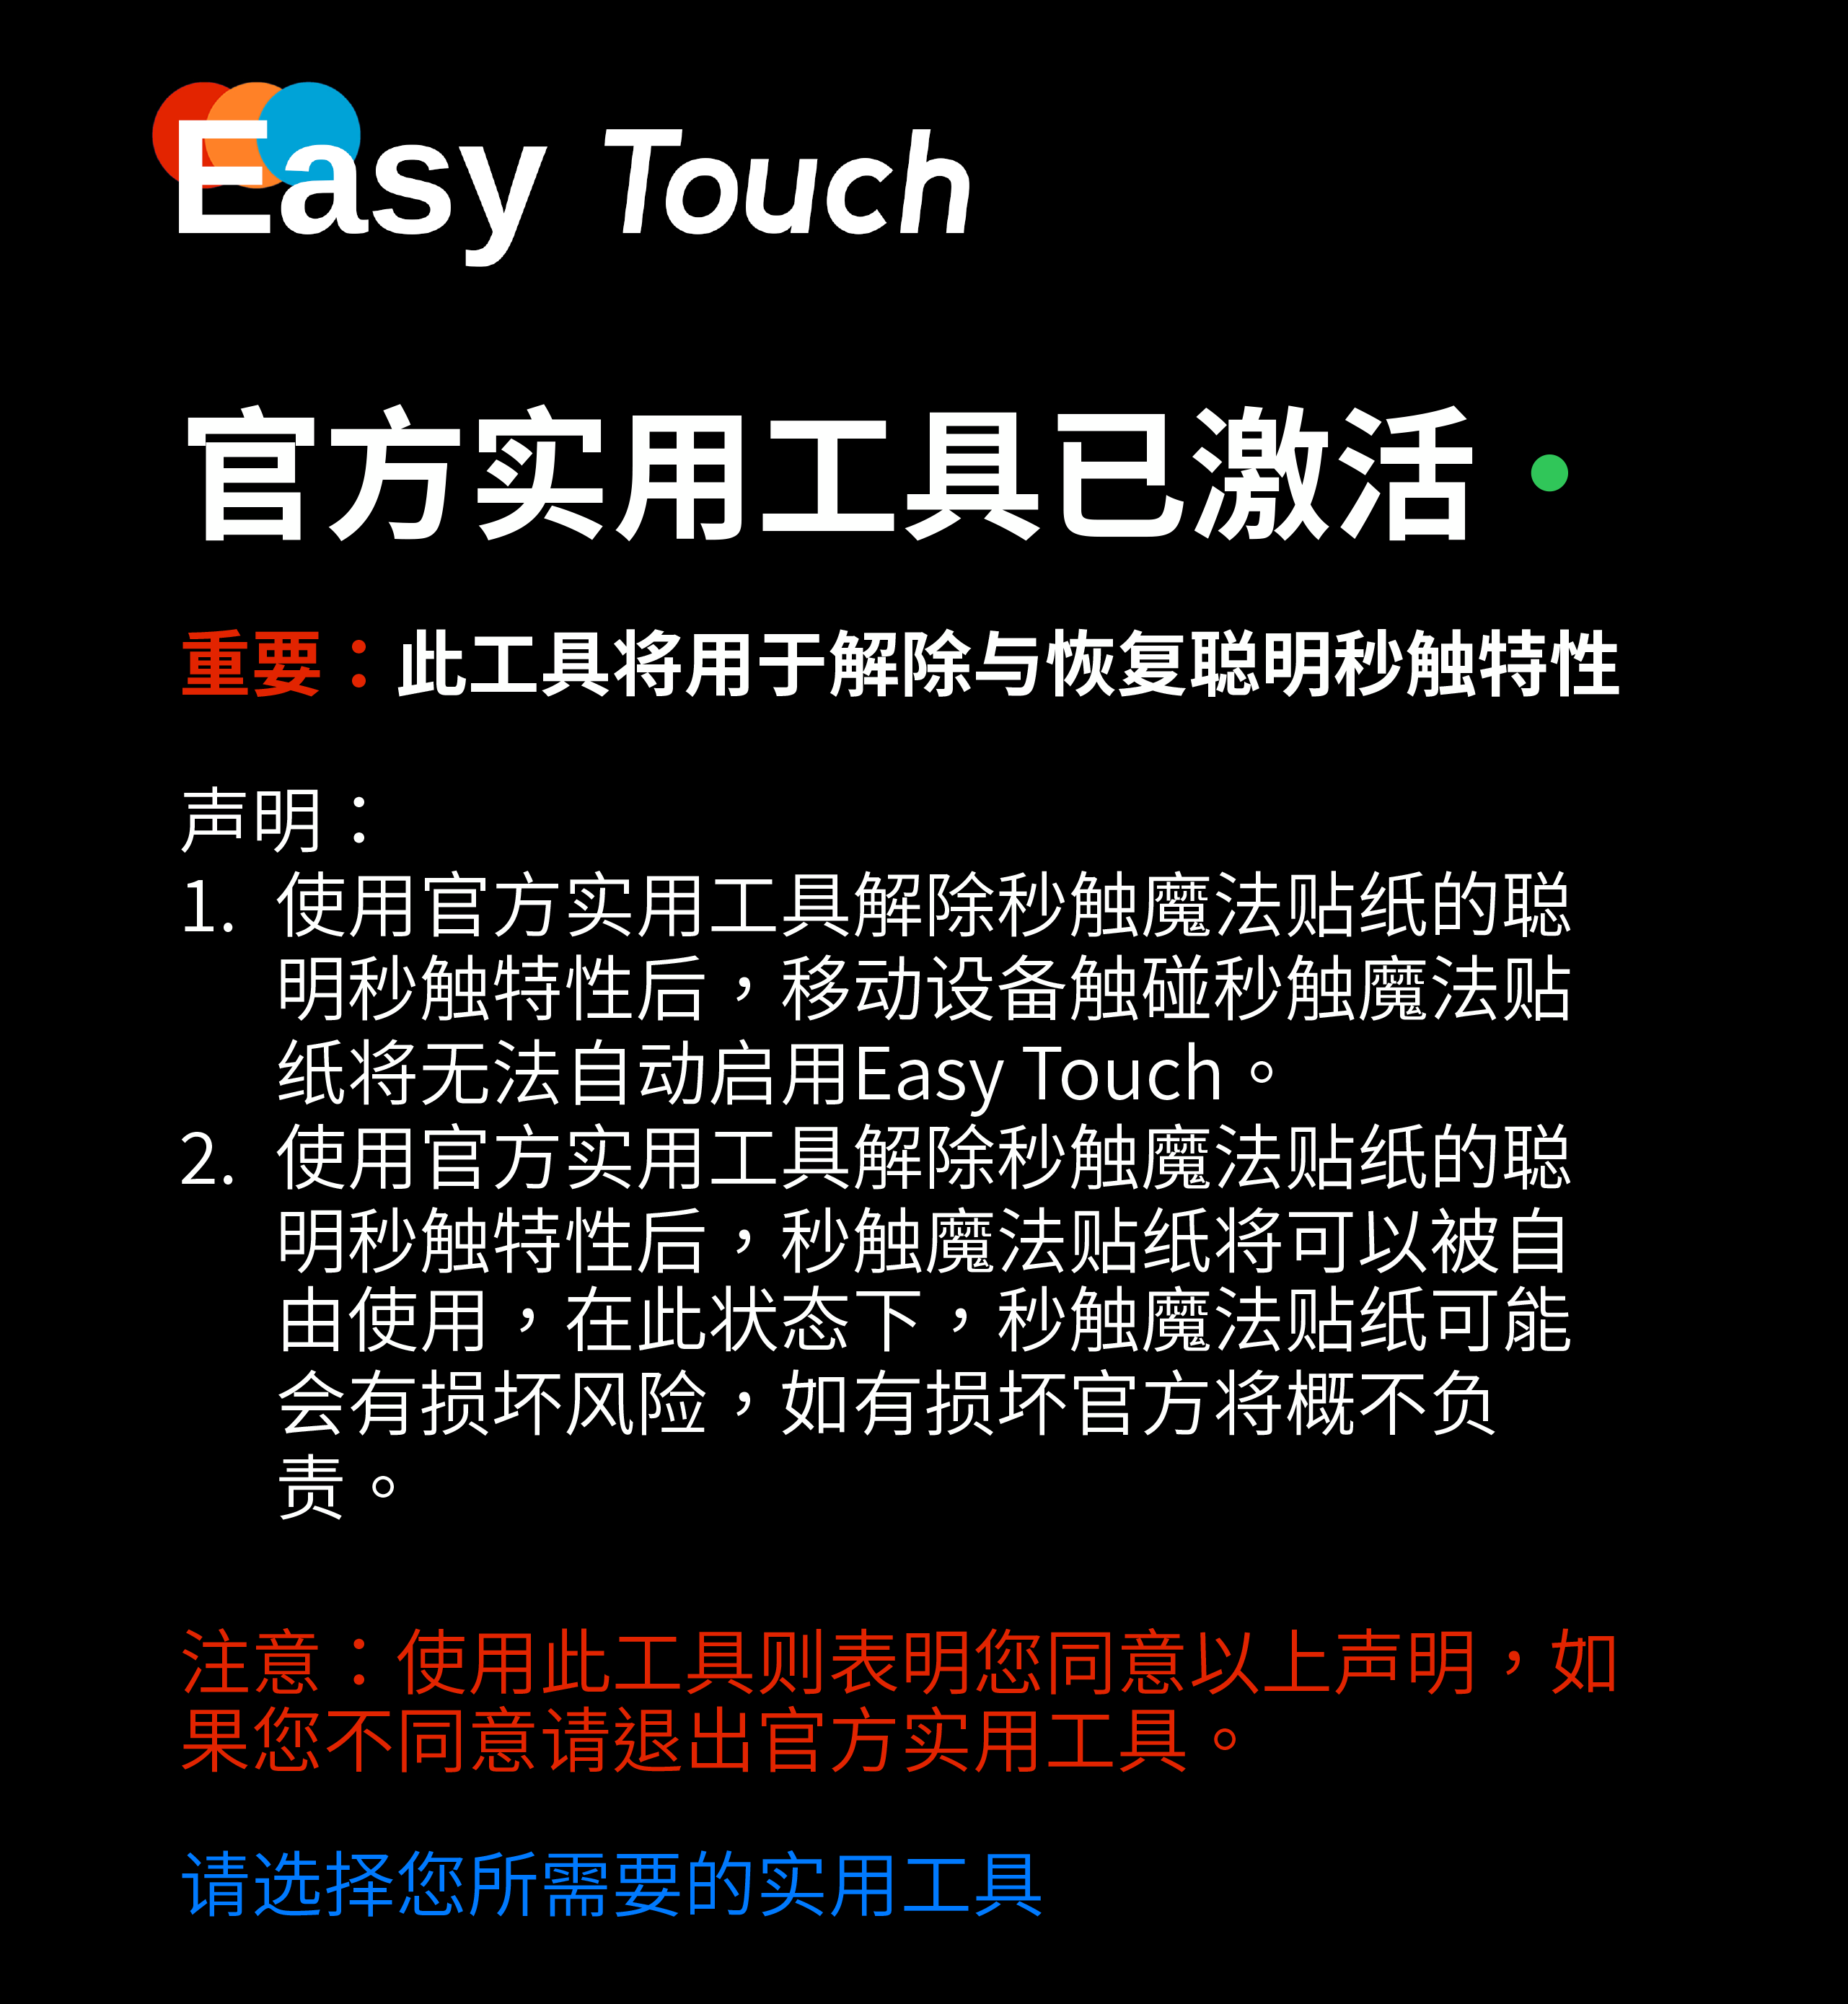 Easy Touch
官方实用工具已激活
重要：此工具将用于解除与恢复聪明秒触特性
声明：
1. 使用官方实用工具解除秒触魔法贴纸的聪
明秒触特性后，移动设备触碰秒触魔法贴
纸将无法自动启用Easy Touch。
2. 使用官方实用工具解除秒触魔法贴纸的聪
明秒触特性后，秒触魔法贴纸将可以被自
由使用，在此状态下，秒触魔法贴纸可能
会有损坏风险，如有损坏官方将概不负
责。
注意：使用此工具则表明您同意以上声明，如
果您不同意请退出官方实用工具。
请选择您所需要的实用工具